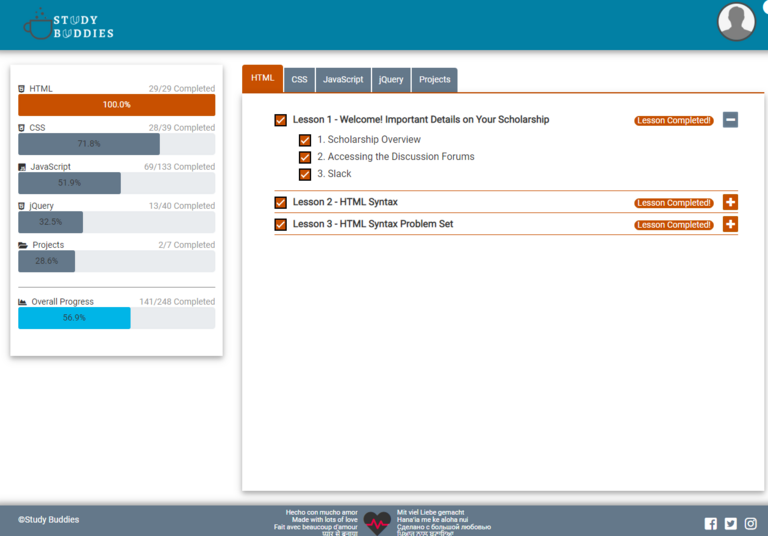 STUDY
BUDDIES
HTML 29/29 Completed
100.0%
CSS 28/39 Completed
71.8%
JavaScript 69/133 Completed
51.9%
jQuery 13/40 Completed
32.5%
Projects 2/7 Completed
28.6%
Overall Progress 141/248 Completed
56.9%
HTML CSS JavaScript jQuery Projects
Lesson 1 - Welcome! Important Details on Your Scholarship Lesson Completed!
1. Scholarship Overview
2. Accessing the Discussion Forums
3. Slack
Lesson 2 - HTML Syntax Lesson Completed!
Lesson 3 - HTML Syntax Problem Set Lesson Completed!
©Study Buddies
Hecho con mucho amor
Made with lots of love
Fait avec beaucoup d'amour
प्यार से बनाया
Mit viel Liebe gemacht
Hana'ia me ke aloha nui
Сделано с большой любовью